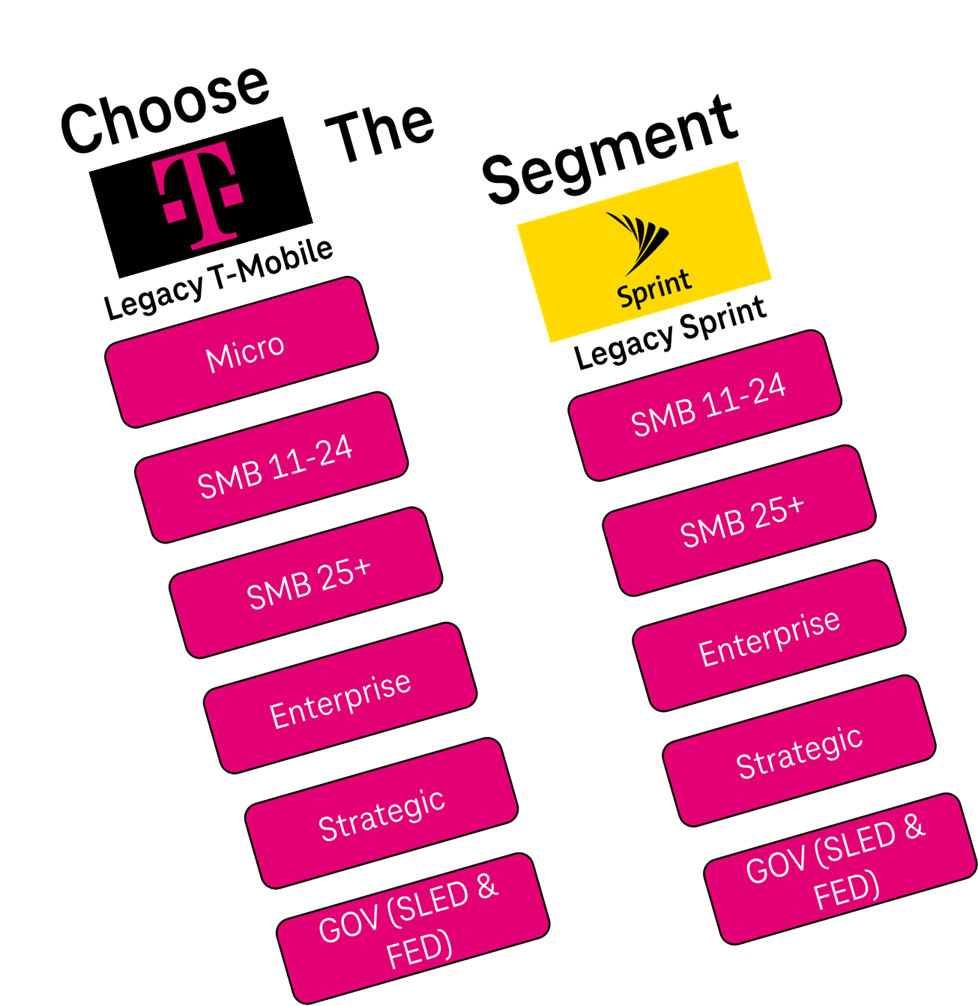 Choose The Segment
T
Legacy T-Mobile
Micro
SMB 11-24
SMB 25+
Enterprise
Strategic
GOV (SLED &
FED)
Sprint
Legacy Sprint
SMB 11-24
SMB 25+
Enterprise
Strategic
GOV (SLED &
FED)